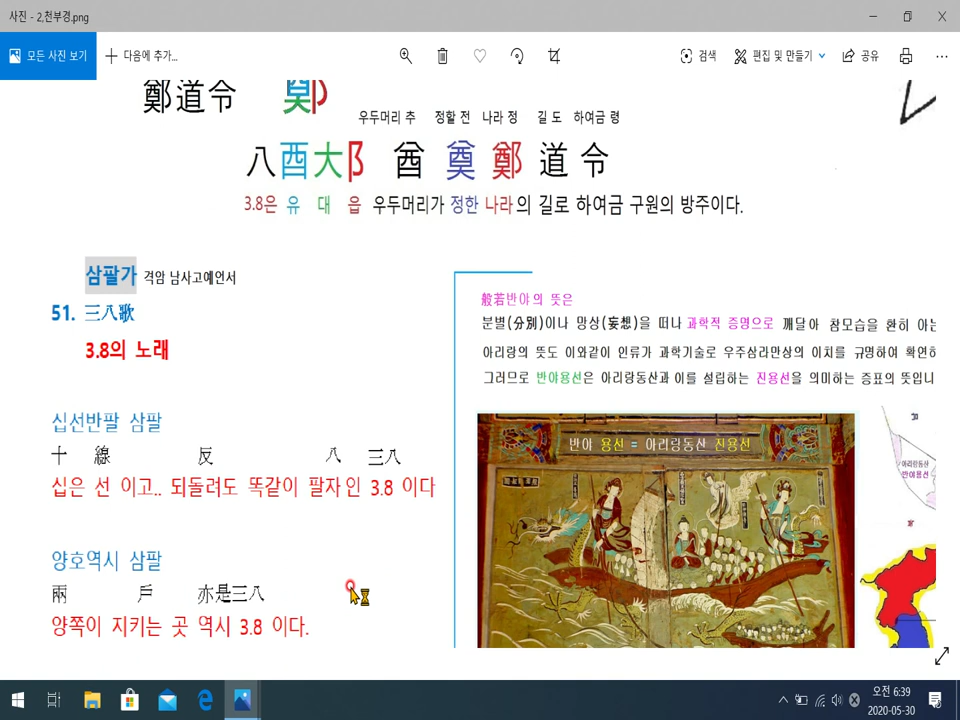 사진 - 2,천부경.png
모든 사진 보기
다음에 추가...
검색
편집 및 만들기
공유
鄭道令 鄭
우두머리 추 정할 전 나라 정 길 도 하여금 령
八酉大阝 酋 奠 鄭 道 令
3.8은 유 대 읍 우두머리가 정한 나라의 길로 하여금 구원의 방주이다.
삼팔가 격암 남사고예언서
51. 三八歌
3.8의 노래
십선반팔 삼팔
十 線 反 八 三八
십은 선 이고.. 되돌려도 똑같이 팔자인 3.8 이다
양호역시 삼팔
兩 戶 亦是三八
양쪽이 지키는 곳 역시 3.8 이다.
般若반야의 뜻은
분별(分別)이나 망상(妄想)을 떠나 과학적 증명으로 깨달아 참모습을 환히 아는
아리랑의 뜻도 이와같이 인류가 과학기술로 우주삼라만상의 이치를 규명하여 확연히
그러므로 반야용선은 아리랑동산과 이를 설립하는 진용선을 의미하는 증표의 뜻입니
반야 용선 = 아리링동산 진용선
아리링동산
반야용선
오전 6:39
2020-05-30